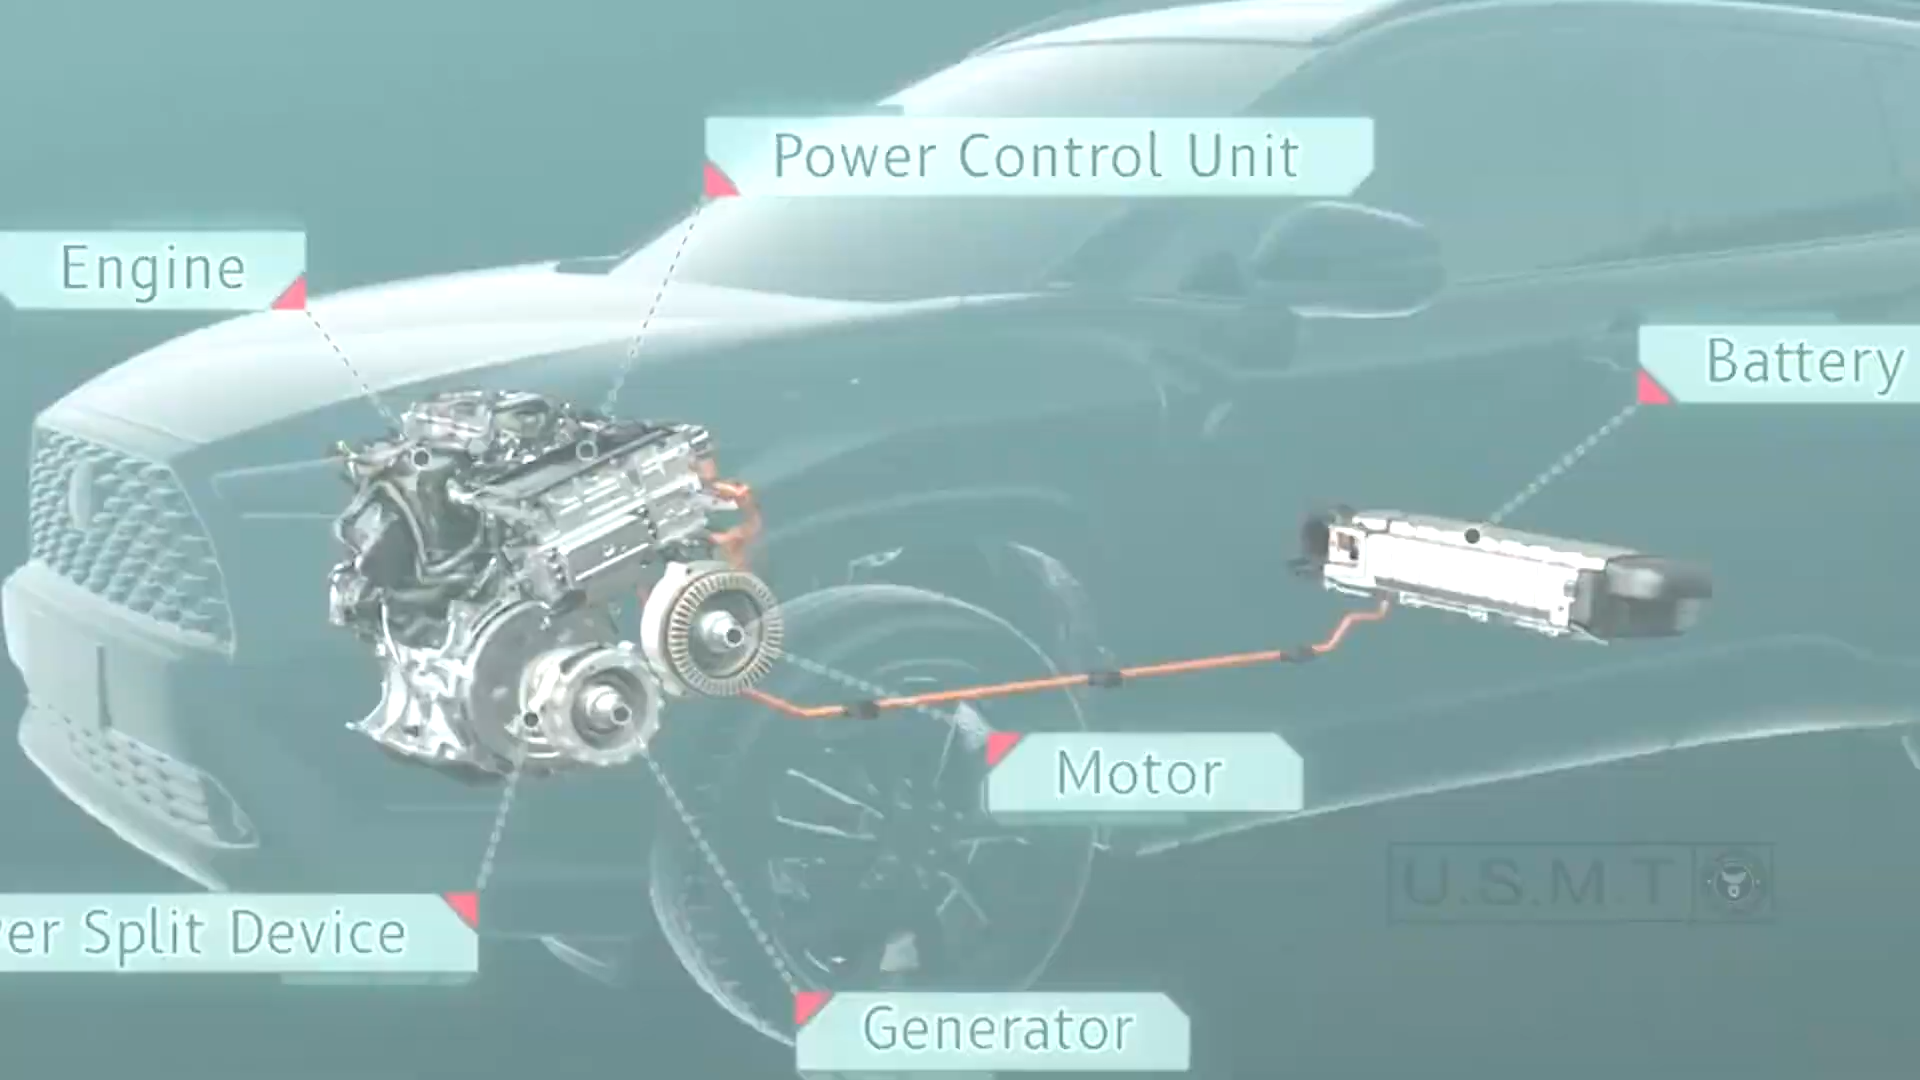 Power Control Unit
Engine
Battery
Motor
U.S.M.T
er Split Device
Generator